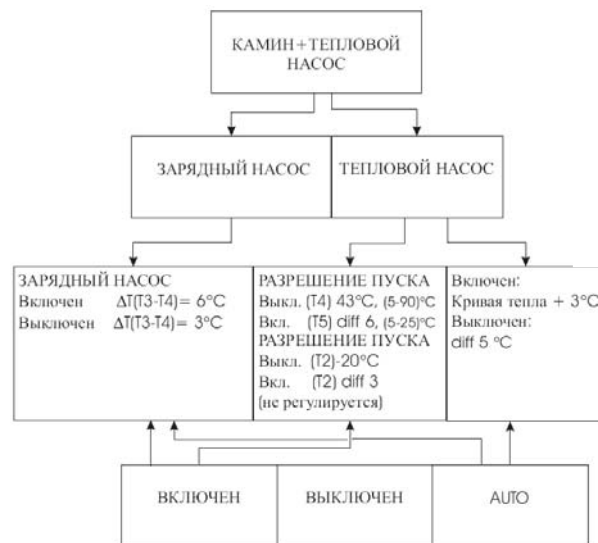 КАМИН+ТЕПЛОВОЙ
НАСОС
ЗАРЯДНЫЙ НАСОС
ТЕПЛОВОЙ НАСОС
ЗАРЯДНЫЙ НАСОС
Включен ΔT(T3-T4)= 6°C
Выключен ΔT(T3-T4)= 3°C
РАЗРЕШЕНИЕ ПУСКА
Выкл. (T4) 43°C, (5-90)°C
Вкл. (T5) diff 6, (5-25)°C
РАЗРЕШЕНИЕ ПУСКА
Выкл. (T2)-20°C
Вкл. (T2) diff 3
(не регулируется)
Включен:
Кривая тепла + 3°C
Выключен:
diff 5 °C
ВКЛЮЧЕН
ВЫКЛЮЧЕН
AUTO